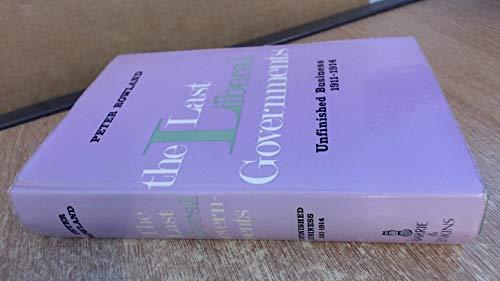 PETER ROWLAND
the Last
Liberal
Governments
Unfinished Business
1911-1914
PETER
ROWLAND
The
Last
Liberal
Govern-
ments
UNFINISHED
BUSINESS
1911-1914
BARRIE
&
JENKINS